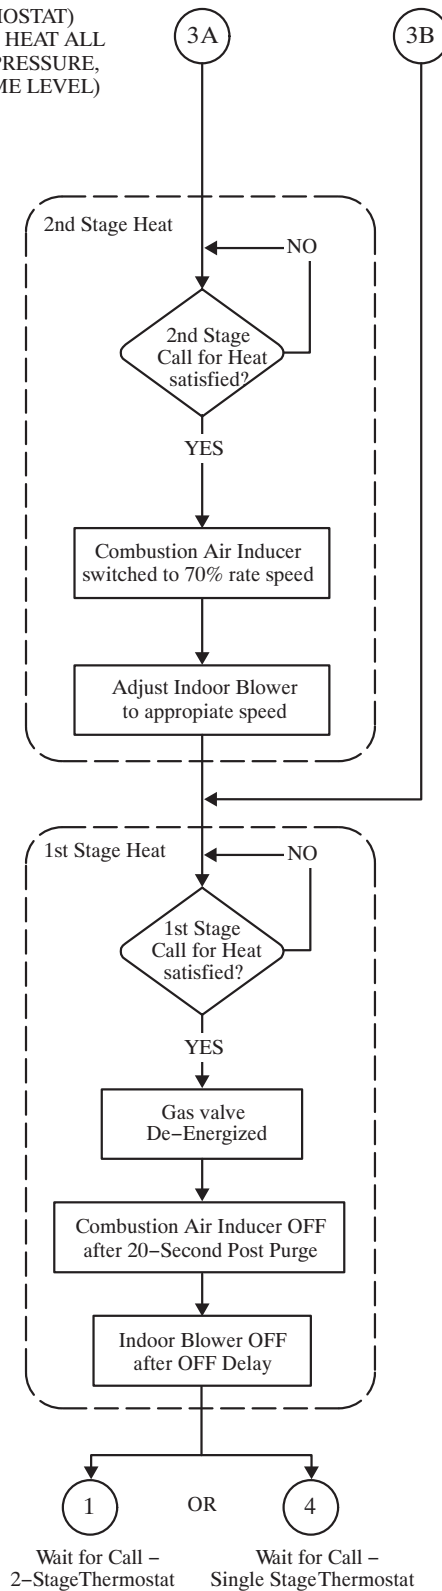 MOSTAT)
HEAT ALL
PRESSURE,
ME LEVEL)
3A
3B
2nd Stage Heat
NO
2nd Stage
Call for Heat
satisfied?
YES
Combustion Air Inducer
switched to 70% rate speed
Adjust Indoor Blower
to appropiate speed
1st Stage Heat
NO
1st Stage
Call for Heat
satisfied?
YES
Gas valve
De−Energized
Combustion Air Inducer OFF
after 20−Second Post Purge
Indoor Blower OFF
after OFF Delay
1
OR
4
Wait for Call −
2−StageThermostat
Wait for Call −
Single StageThermostat